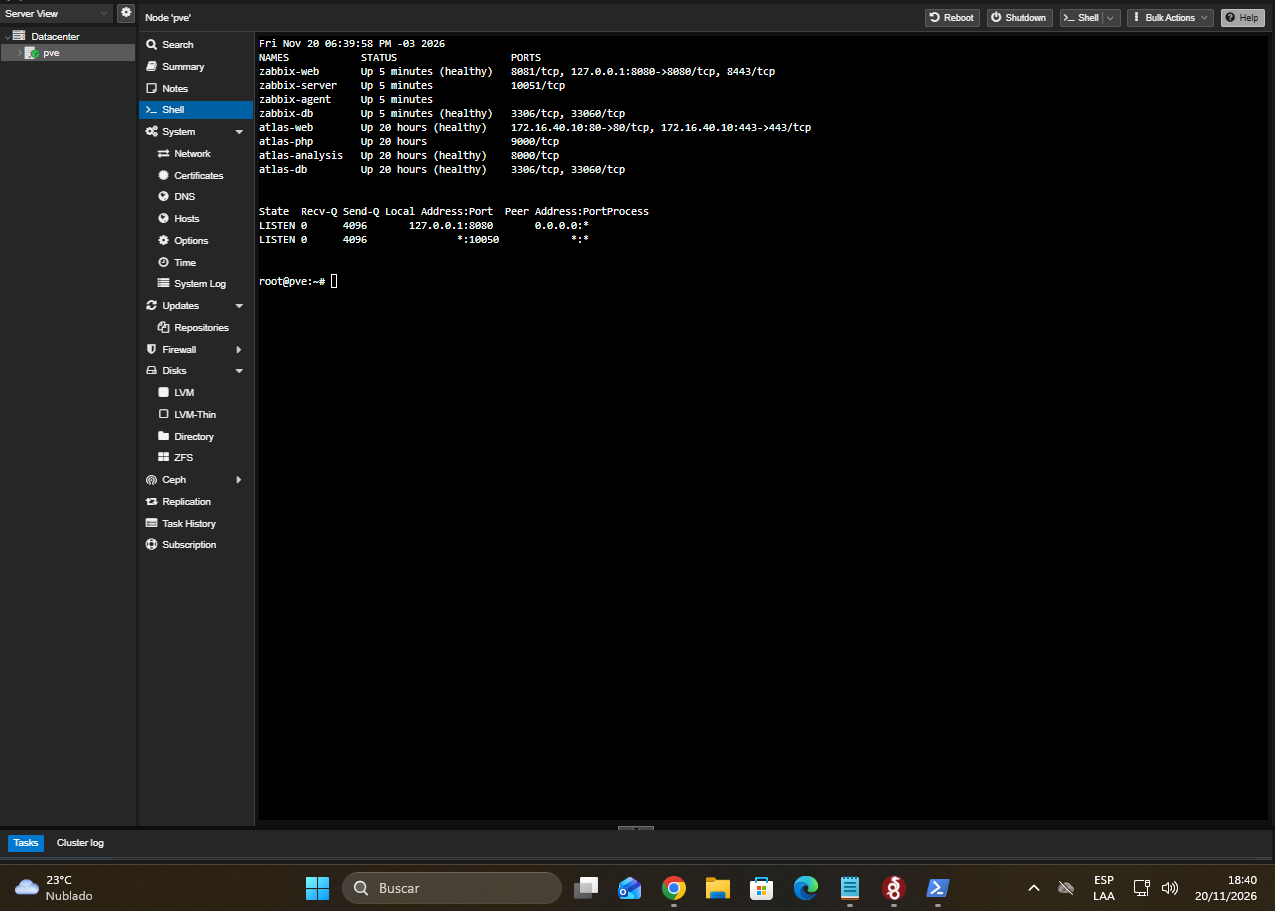 Server View
Node 'pve'
Reboot
Shutdown
Shell
Bulk Actions
Help
Datacenter
pve
Search
Summary
Notes
Shell
System
Network
Certificates
DNS
Hosts
Options
Time
System Log
Updates
Repositories
Firewall
Disks
LVM
LVM-Thin
Directory
ZFS
Ceph
Replication
Task History
Subscription
Fri Nov 20 06:39:58 PM -03 2026
NAMES STATUS PORTS
zabbix-web Up 5 minutes (healthy) 8081/tcp, 127.0.0.1:8080->8080/tcp, 8443/tcp
zabbix-server Up 5 minutes 10051/tcp
zabbix-agent Up 5 minutes
zabbix-db Up 5 minutes (healthy) 3306/tcp, 33060/tcp
atlas-web Up 20 hours (healthy) 172.16.40.10:80->80/tcp, 172.16.40.10:443->443/tcp
atlas-php Up 20 hours 9000/tcp
atlas-analysis Up 20 hours (healthy) 8000/tcp
atlas-db Up 20 hours (healthy) 3306/tcp, 33060/tcp
State Recv-Q Send-Q Local Address:Port Peer Address:PortProcess
LISTEN 0 4096 127.0.0.1:8080 0.0.0.0:*
LISTEN 0 4096 *:10050 *:*
root@pve:~#
Tasks
Cluster log
23°C
Nublado
Buscar
ESP
LAA
18:40
20/11/2026